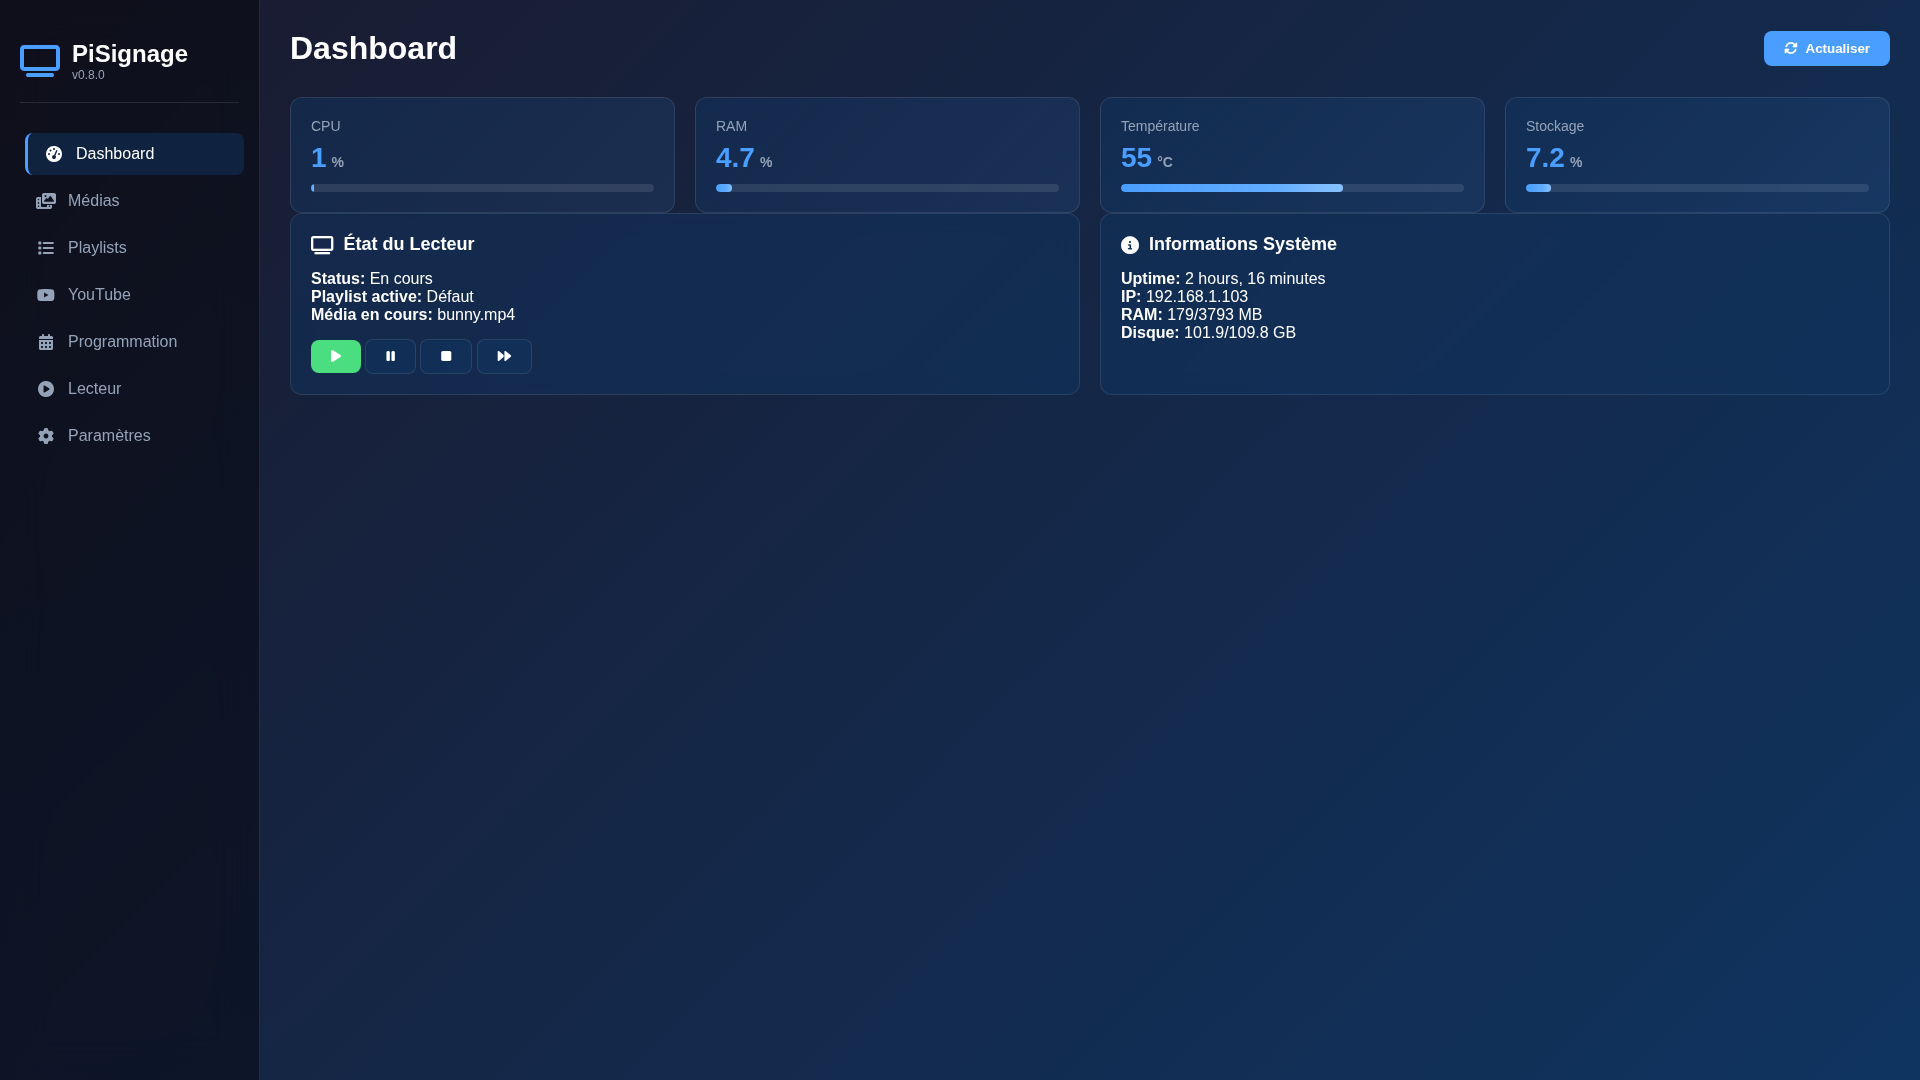 PiSignage
v0.8.0
Dashboard
Médias
Playlists
YouTube
Programmation
Lecteur
Paramètres
Dashboard
Actualiser
CPU
1 %
RAM
4.7 %
Température
55 °C
Stockage
7.2 %
État du Lecteur
Status: En cours
Playlist active: Défaut
Média en cours: bunny.mp4
Informations Système
Uptime: 2 hours, 16 minutes
IP: 192.168.1.103
RAM: 179/3793 MB
Disque: 101.9/109.8 GB